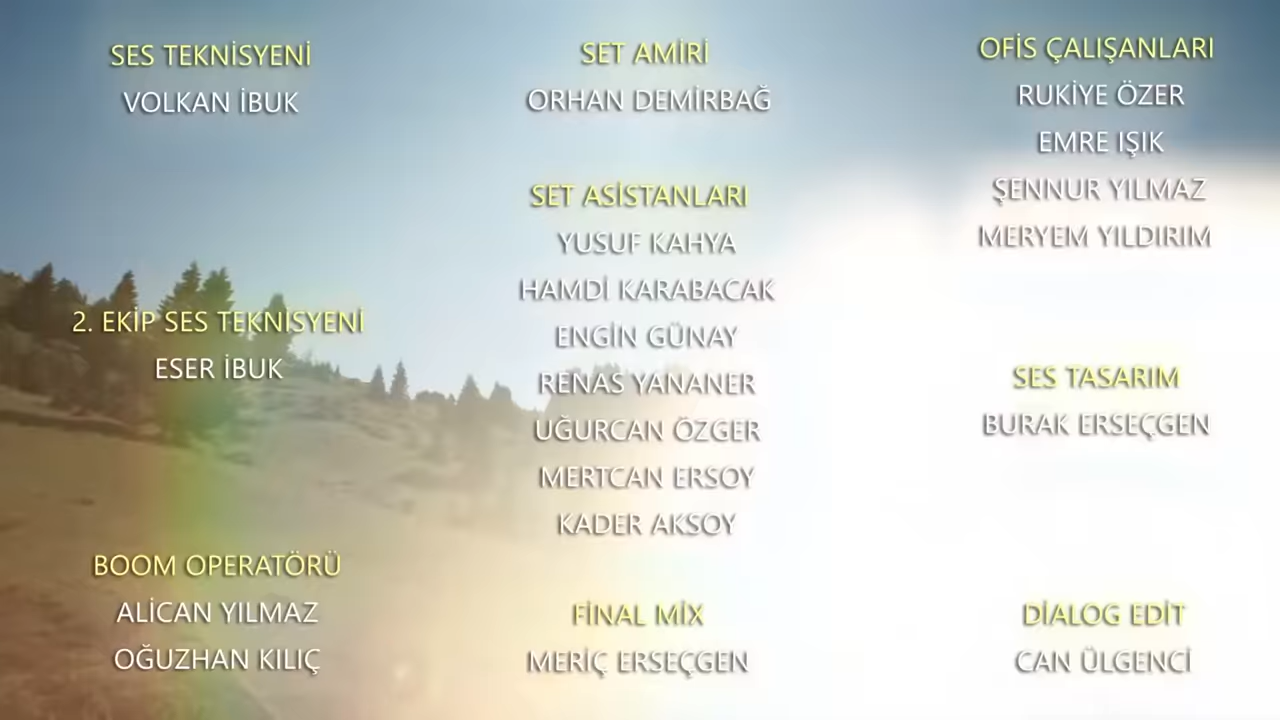 SES TEKNİSYENİ
VOLKAN İBUK
2. EKİP SES TEKNİSYENİ
ESER İBUK
BOOM OPERATÖRÜ
ALİCAN YILMAZ
OĞUZHAN KILIÇ
SET AMİRİ
ORHAN DEMİRBAĞ
SET ASİSTANLARI
YUSUF KAHYA
HAMDİ KARABACAK
ENGİN GÜNAY
RENAS YANANER
UĞURCAN ÖZGER
MERTCAN ERSOY
KADER AKSOY
FİNAL MİX
MERİÇ ERSEÇGEN
OFİS ÇALIŞANLARI
RUKİYE ÖZER
EMRE IŞIK
ŞENNUR YILMAZ
MERYEM YILDIRIM
SES TASARIM
BURAK ERSEÇGEN
DİALOG EDİT
CAN ÜLGENCİ